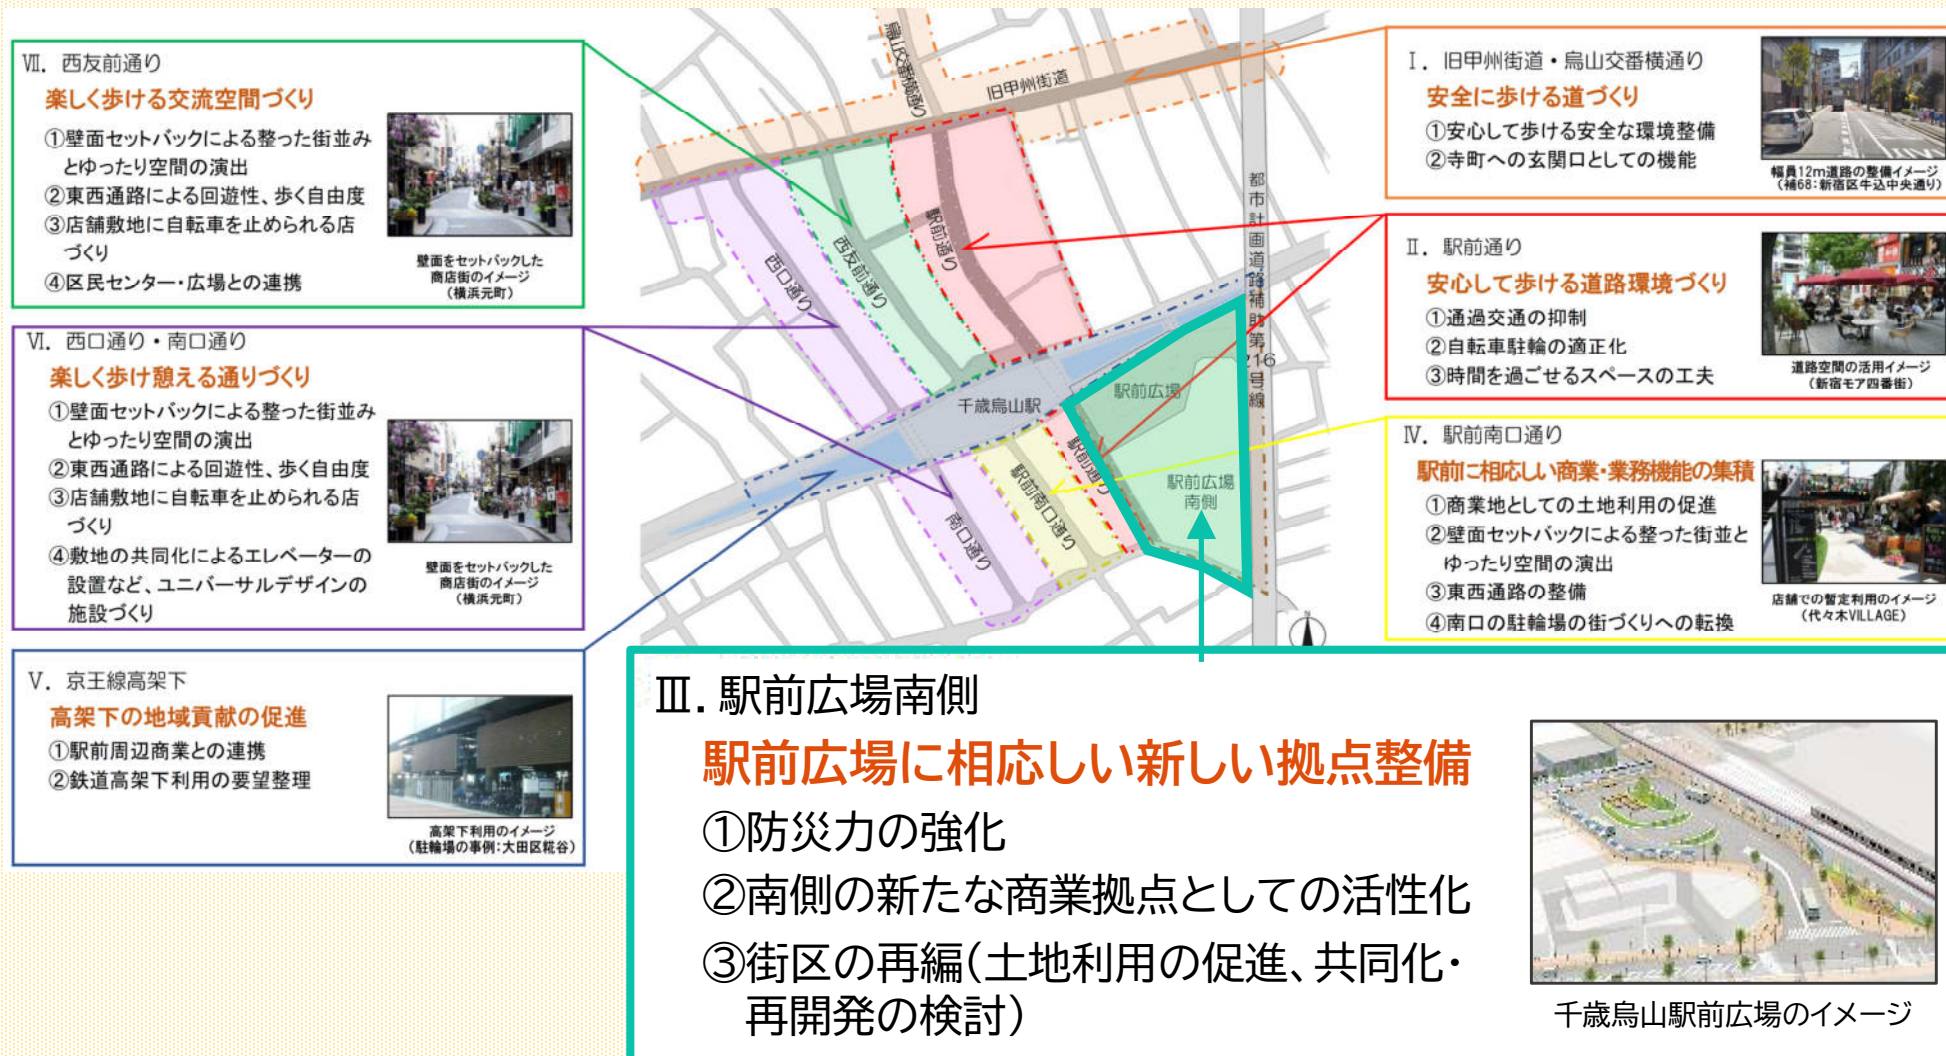 Ⅶ．西友前通り
楽しく歩ける交流空間づくり
①壁面セットバックによる整った街並み
とゆったり空間の演出
②東西通路による回遊性、歩く自由度
③店舗敷地に自転車を止められる店
づくり
④区民センター・広場との連携
壁面をセットバックした
商店街のイメージ
（横浜元町）
Ⅵ．西口通り・南口通り
楽しく歩け憩える通りづくり
①壁面セットバックによる整った街並み
とゆったり空間の演出
②東西通路による回遊性、歩く自由度
③店舗敷地に自転車を止められる店
づくり
④敷地の共同化によるエレベーターの
設置など、ユニバーサルデザインの
施設づくり
壁面をセットバックした
商店街のイメージ
（横浜元町）
Ⅴ．京王線高架下
高架下の地域貢献の促進
①駅前周辺商業との連携
②鉄道高架下利用の要望整理
高架下利用のイメージ
（駐輪場の事例：大田区糀谷）
烏山交番横通り
旧甲州街道
駅前通り
西友前通り
西口通り
都市計画道路補助第216号線
千歳烏山駅
駅前広場
駅前通り
駅前広場
南側
駅前南口通り
南口通り
N
Ⅰ．旧甲州街道・烏山交番横通り
安全に歩ける道づくり
①安心して歩ける安全な環境整備
②寺町への玄関口としての機能
幅員12m道路の整備イメージ
（補68：新宿区牛込中央通り）
Ⅱ．駅前通り
安心して歩ける道路環境づくり
①通過交通の抑制
②自転車駐輪の適正化
③時間を過ごせるスペースの工夫
道路空間の活用イメージ
（新宿モア四番街）
Ⅳ．駅前南口通り
駅前に相応しい商業・業務機能の集積
①商業地としての土地利用の促進
②壁面セットバックによる整った街並と
ゆったり空間の演出
③東西通路の整備
④南口の駐輪場の街づくりへの転換
店舗での暫定利用のイメージ
（代々木VILLAGE）
Ⅲ．駅前広場南側
駅前広場に相応しい新しい拠点整備
①防災力の強化
②南側の新たな商業拠点としての活性化
③街区の再編（土地利用の促進、共同化・
再開発の検討）
千歳烏山駅前広場のイメージ